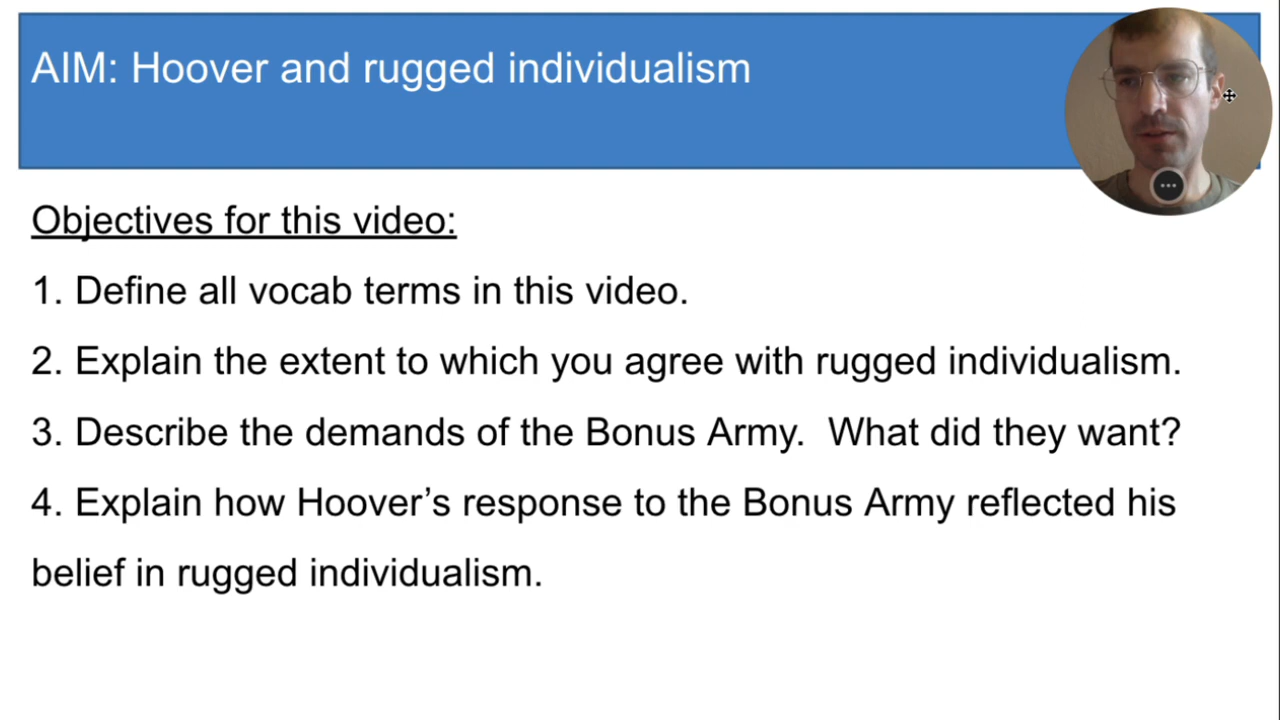 AIM: Hoover and rugged individualism
Objectives for this video:
1. Define all vocab terms in this video.
2. Explain the extent to which you agree with rugged individualism.
3. Describe the demands of the Bonus Army.  What did they want?
4. Explain how Hoover’s response to the Bonus Army reflected his
belief in rugged individualism.